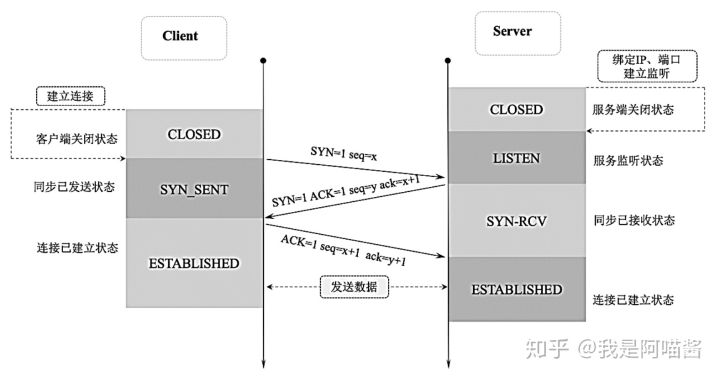 Client
Server
绑定IP、端口
建立监听
建立连接
CLOSED
服务端关闭状态
CLOSED
客户端关闭状态
SYN=1 seq=x
LISTEN
服务监听状态
同步已发送状态
SYN_SENT
SYN=1 ACK=1 seq=y ack=x+1
SYN-RCV
同步已接收状态
连接已建立状态
ESTABLISHED
ACK=1 seq=x+1 ack=y+1
发送数据
ESTABLISHED
连接已建立状态
知乎 @我是阿喵酱